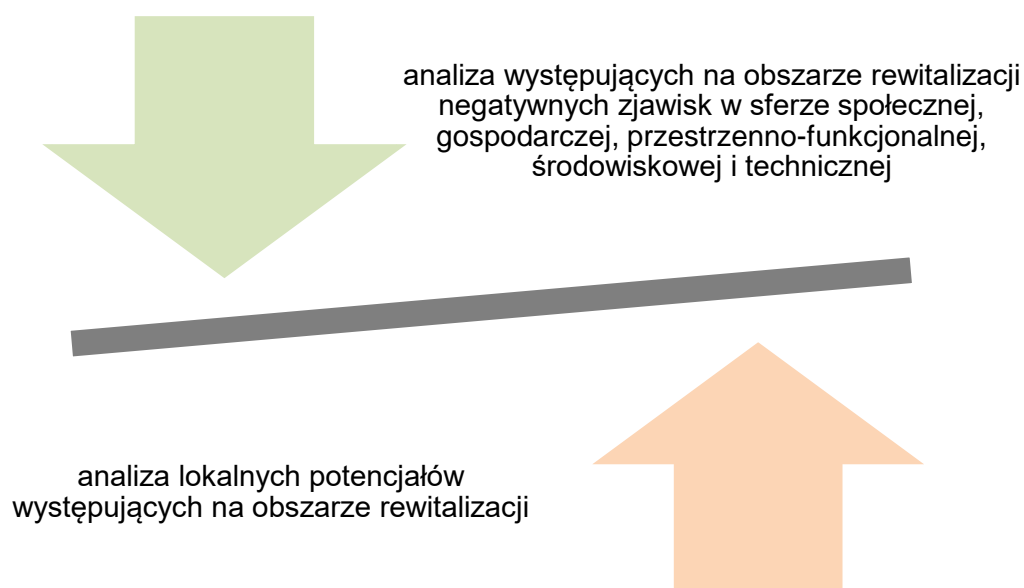 analiza występujących na obszarze rewitalizacji
negatywnych zjawisk w sferze społecznej,
gospodarczej, przestrzenno-funkcjonalnej,
środowiskowej i technicznej
analiza lokalnych potencjałów
występujących na obszarze rewitalizacji